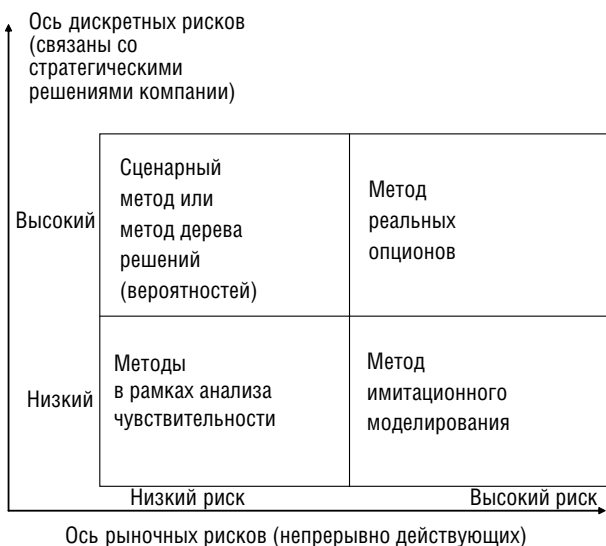 Ось дискретных рисков
(связаны со
стратегическими
решениями компании)
Высокий
Сценарный
метод или
метод дерева
решений
(вероятностей)
Метод
реальных
опционов
Низкий
Методы
в рамках анализа
чувствительности
Метод
имитационного
моделирования
Низкий риск
Высокий риск
Ось рыночных рисков (непрерывно действующих)